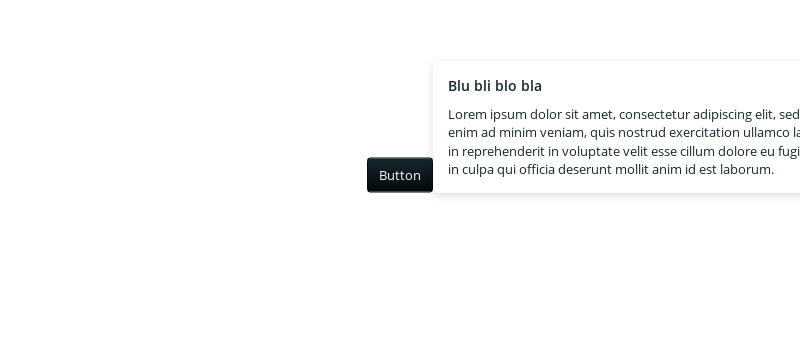 Blu bli blo bla
Lorem ipsum dolor sit amet, consectetur adipiscing elit, sed
enim ad minim veniam, quis nostrud exercitation ullamco
in reprehenderit in voluptate velit esse cillum dolore eu
in culpa qui officia deserunt mollit anim id est laborum.
Button